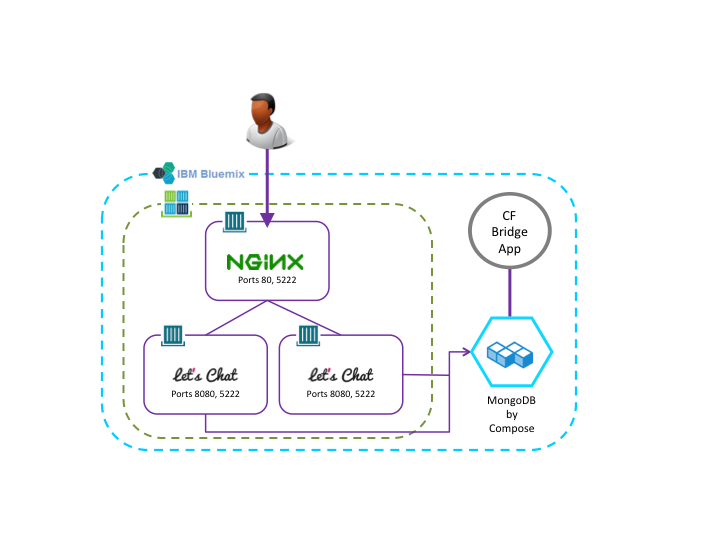 IBM Bluemix
CF
Bridge
App
NGINX
Ports 80, 5222
let's Chat
Ports 8080, 5222
let's Chat
Ports 8080, 5222
MongoDB
by
Compose